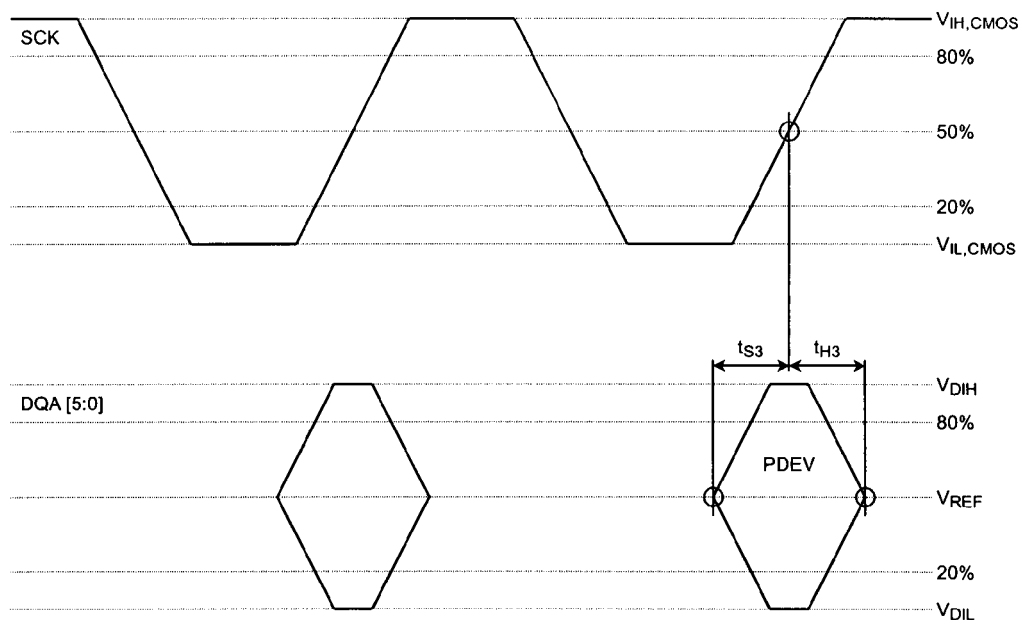 SCK
V_IH,CMOS
80%
50%
20%
V_IL,CMOS
t_S3
t_H3
DQA [5:0]
V_DIH
80%
PDEV
V_REF
20%
V_DIL